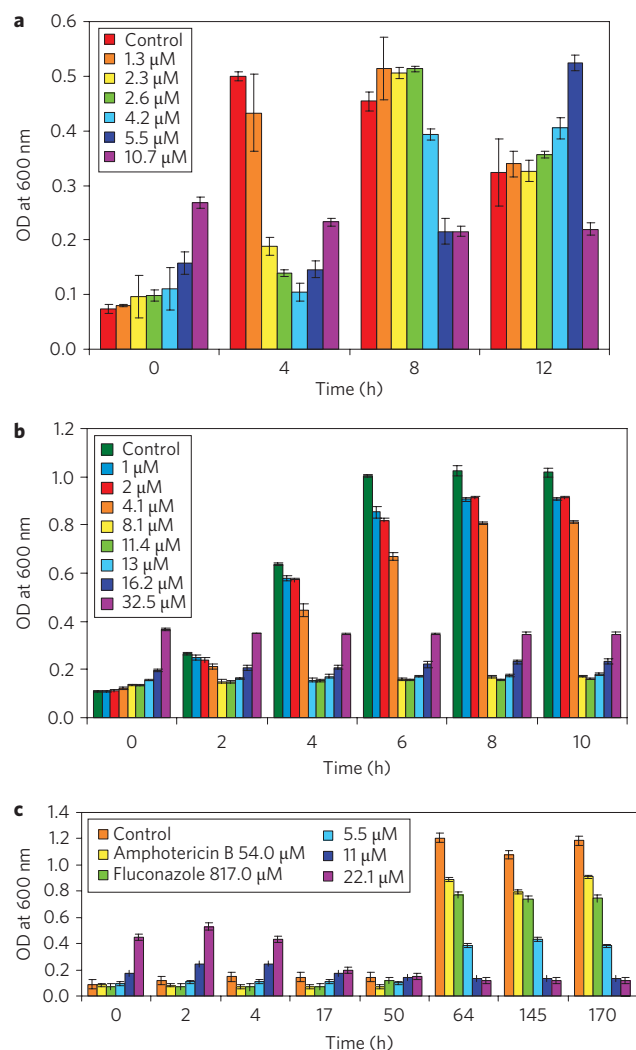 a
OD at 600 nm
0.6
0.5
0.4
0.3
0.2
0.1
0.0
Control
1.3 μM
2.3 μM
2.6 μM
4.2 μM
5.5 μM
10.7 μM
0 4 8 12
Time (h)
b
OD at 600 nm
1.2
1.0
0.8
0.6
0.4
0.2
0.0
Control
1 μM
2 μM
4.1 μM
8.1 μM
11.4 μM
13 μM
16.2 μM
32.5 μM
0 2 4 6 8 10
Time (h)
c
OD at 600 nm
1.4
1.2
1.0
0.8
0.6
0.4
0.2
0.0
Control
Amphotericin B 54.0 μM
Fluconazole 817.0 μM
5.5 μM
11 μM
22.1 μM
0 2 4 17 50 64 145 170
Time (h)